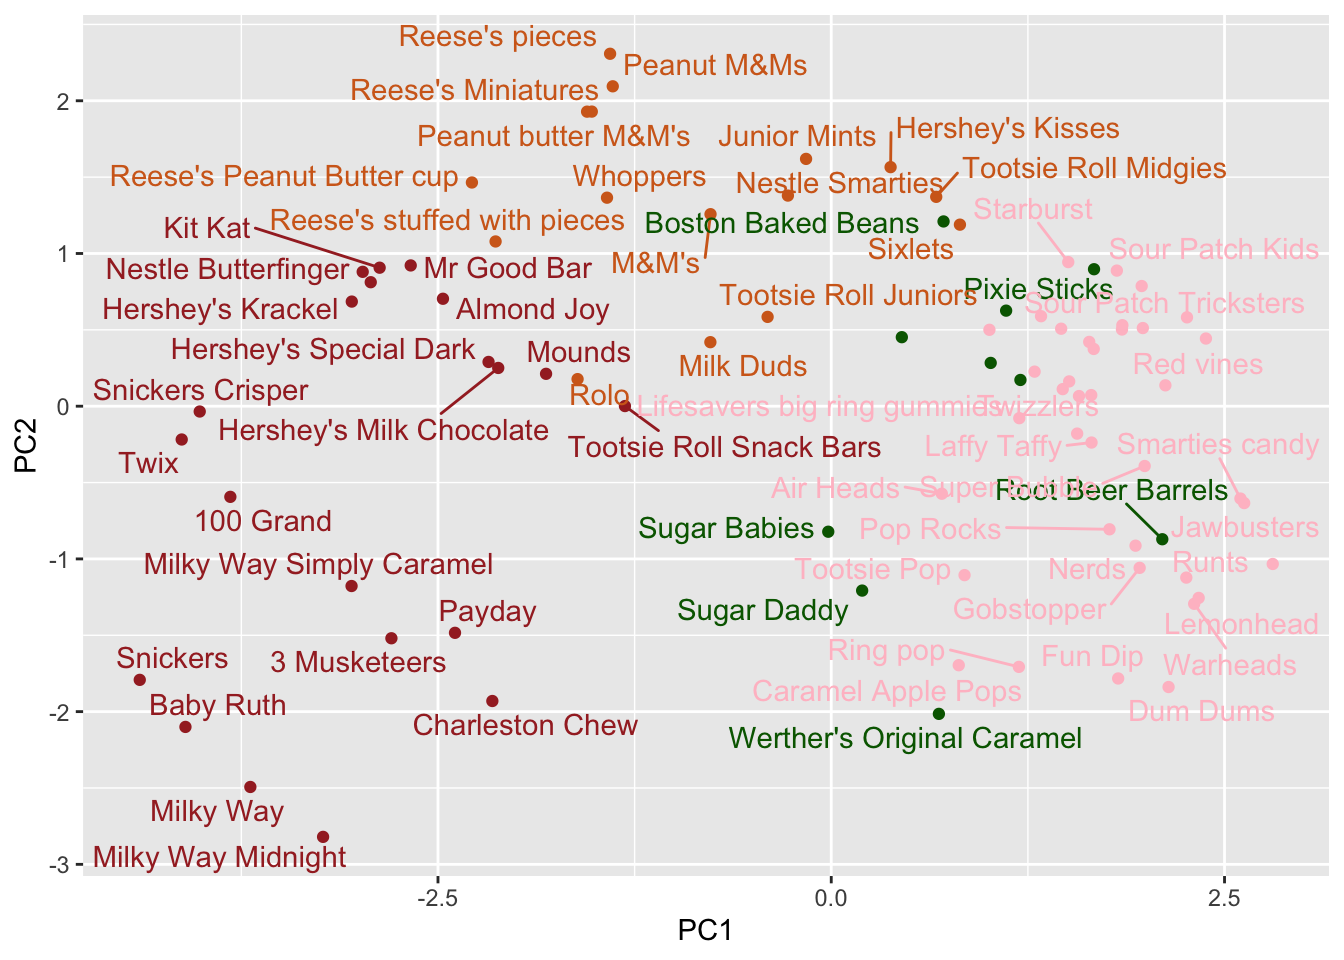 Reese's pieces
Peanut M&Ms
Reese's Miniatures
2
Peanut butter M&M's
Junior Mints
Hershey's Kisses
Reese's Peanut Butter cup
Whoppers
Nestle Smarties
Tootsie Roll Midgies
Starburst
Reese's stuffed with pieces
Boston Baked Beans
Kit Kat
1
Sixlets
Sour Patch Kids
Nestle Butterfinger
Mr Good Bar
M&M's
Pixie Sticks
Hershey's Krackel
Almond Joy
Tootsie Roll Juniors
Sour Patch Tricksters
Hershey's Special Dark
Mounds
Milk Duds
Red vines
Snickers Crisper
Rolo
0
Lifesavers big ring gummies
Twizzlers
Hershey's Milk Chocolate
Tootsie Roll Snack Bars
Laffy Taffy
Smarties candy
PC2
Twix
Air Heads
Super Bubble
Root Beer Barrels
100 Grand
Sugar Babies
Pop Rocks
Jawbusters
-1
Milky Way Simply Caramel
Tootsie Pop
Nerds
Runts
Payday
Sugar Daddy
Gobstopper
Lemonhead
Snickers
3 Musketeers
Ring pop
Fun Dip
Warheads
Baby Ruth
Caramel Apple Pops
Dum Dums
-2
Charleston Chew
Werther's Original Caramel
Milky Way
Milky Way Midnight
-3
-2.5
0.0
2.5
PC1